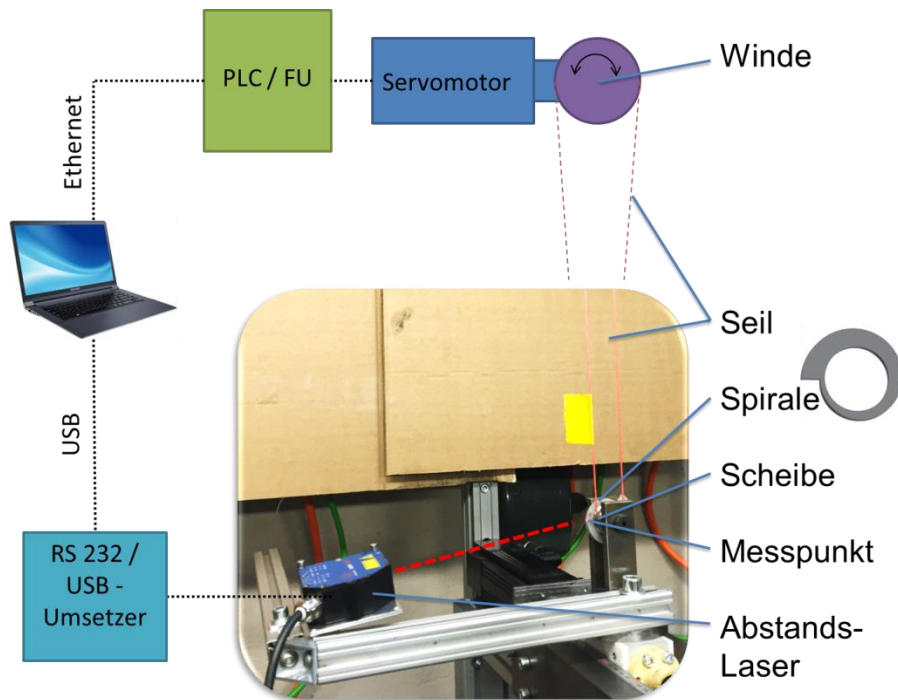 PLC / FU
Servomotor
Winde
Ethernet
Seil
Spirale
USB
Scheibe
Messpunkt
RS 232 /
USB -
Umsetzer
Abstands-
Laser